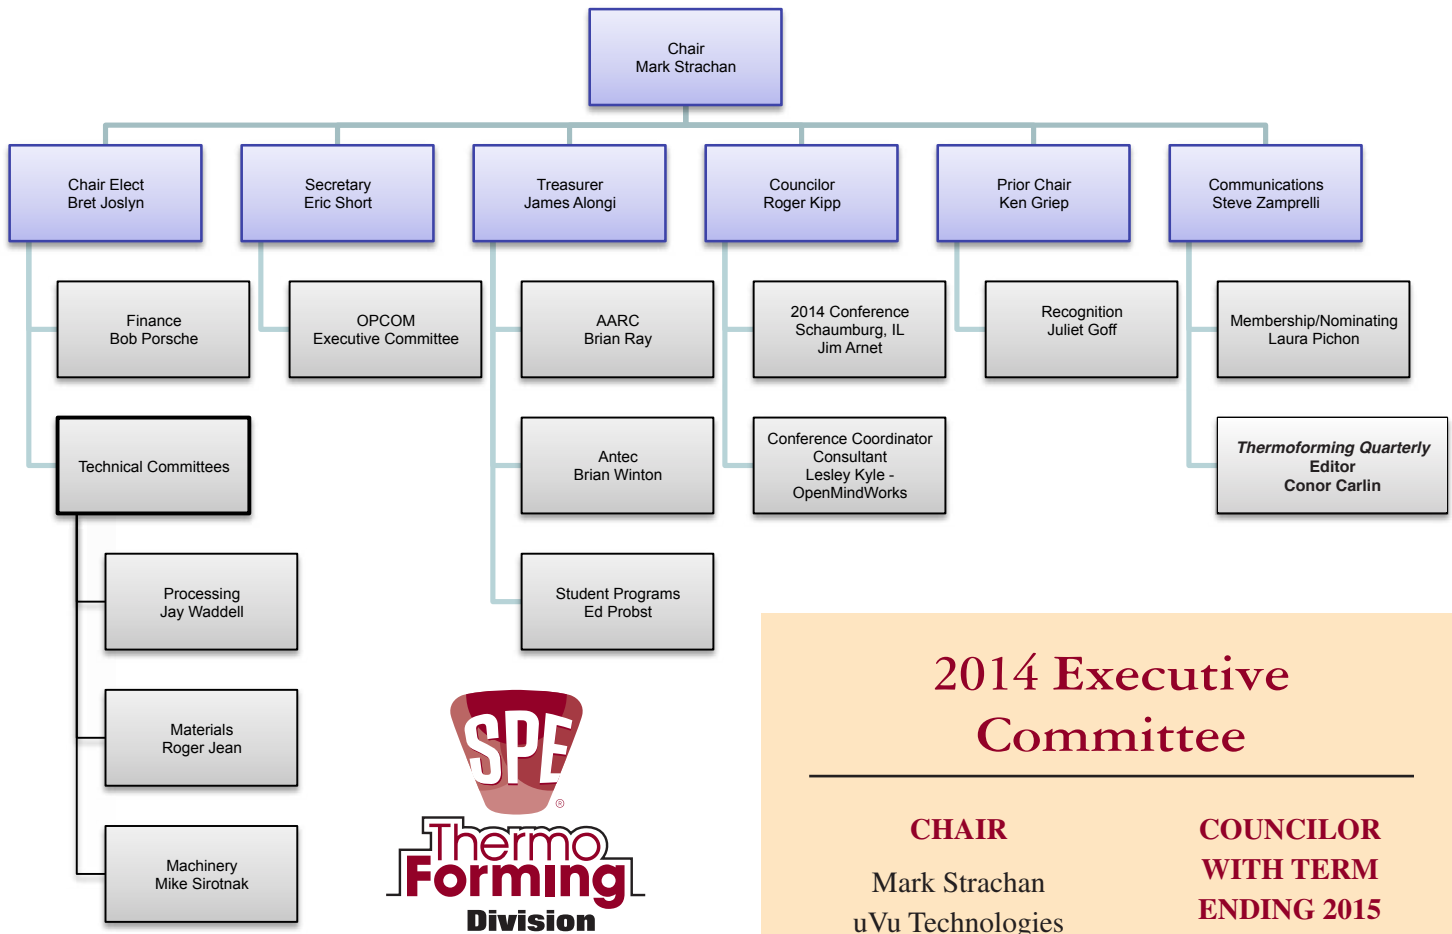 Chair
Mark Strachan
Chair Elect
Bret Joslyn
Secretary
Eric Short
Treasurer
James Alongi
Councilor
Roger Kipp
Prior Chair
Ken Griep
Communications
Steve Zamprelli
Finance
Bob Porsche
OPCOM
Executive Committee
AARC
Brian Ray
2014 Conference
Schaumburg, IL
Jim Arnet
Recognition
Juliet Goff
Membership/Nominating
Laura Pichon
Technical Committees
Antec
Brian Winton
Conference Coordinator
Consultant
Lesley Kyle -
OpenMindWorks
Thermoforming Quarterly
Editor
Conor Carlin
Processing
Jay Waddell
Student Programs
Ed Probst
Materials
Roger Jean
Machinery
Mike Sirotnak
SPE
®
Thermo
Forming
Division
2014 Executive
Committee
CHAIR
Mark Strachan
uVu Technologies
COUNCILOR
WITH TERM
ENDING 2015